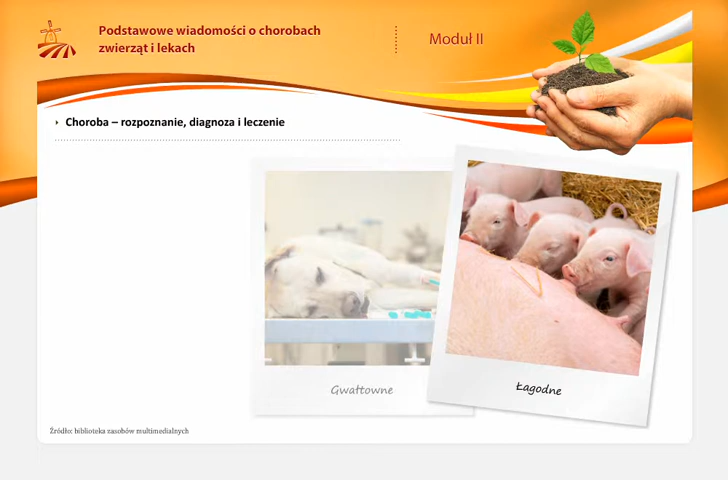 Podstawowe wiadomości o chorobach
zwierząt i lekach
Moduł II
Choroba – rozpoznanie, diagnoza i leczenie
Gwałtowne
Łagodne
Źródło: biblioteka zasobów multimedialnych